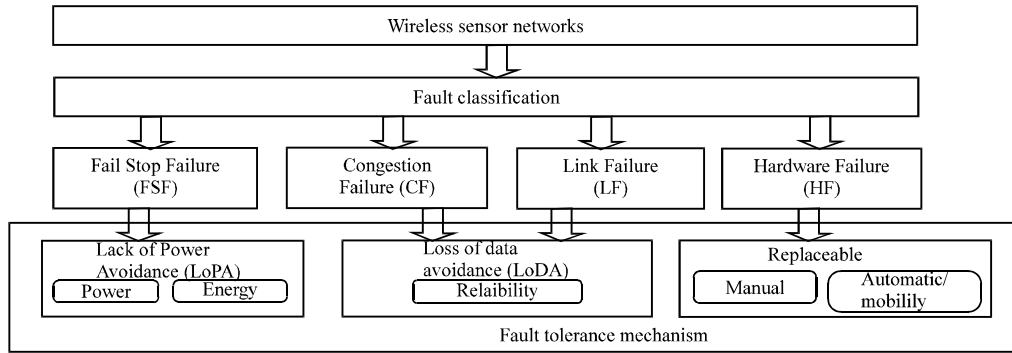 Wireless sensor networks
Fault classification
Fail Stop Failure
(FSF)
Congestion
Failure (CF)
Link Failure
(LF)
Hardware Failure
(HF)
Lack of Power
Avoidance (LoPA)
Power
Energy
Loss of data
avoidance (LoDA)
Relaibility
Replaceable
Manual
Automatic/
mobilily
Fault tolerance mechanism